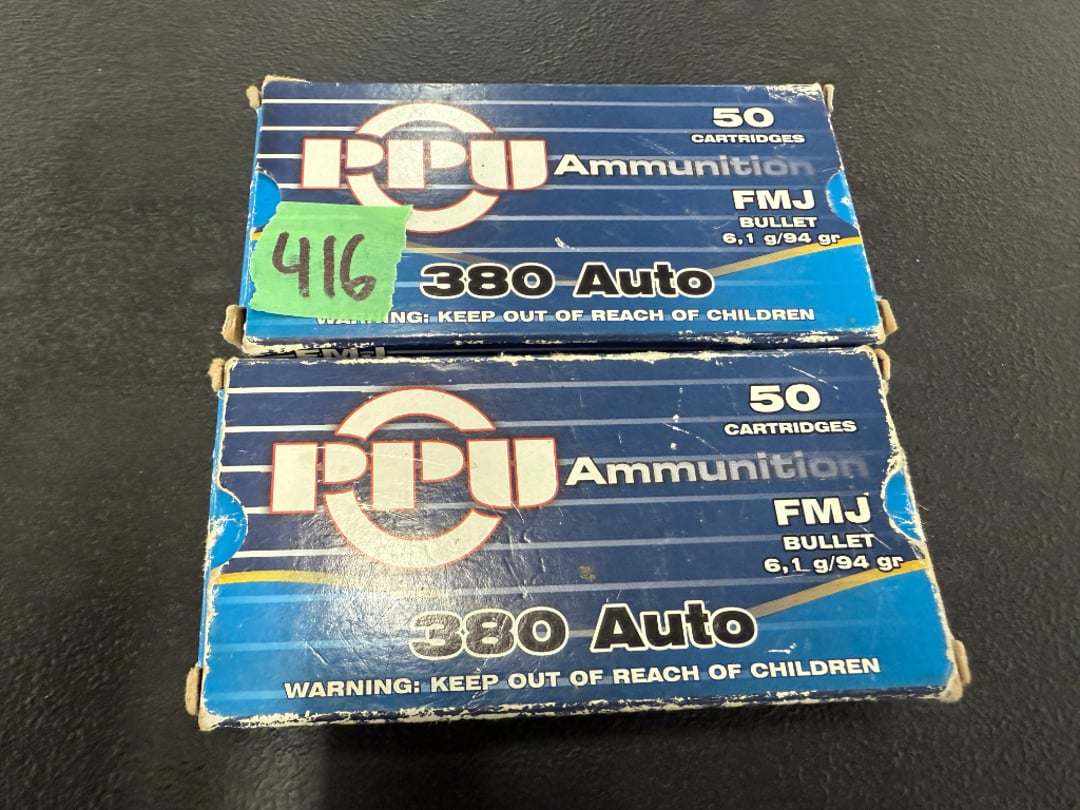 50
CARTRIDGES
PPU Ammunition
FMJ
BULLET
6,1 g/94 gr
416
380 Auto
WARNING: KEEP OUT OF REACH OF CHILDREN
FMJ
50
CARTRIDGES
PPU Ammunition
FMJ
BULLET
6,1 g/94 gr
380 Auto
WARNING: KEEP OUT OF REACH OF CHILDREN